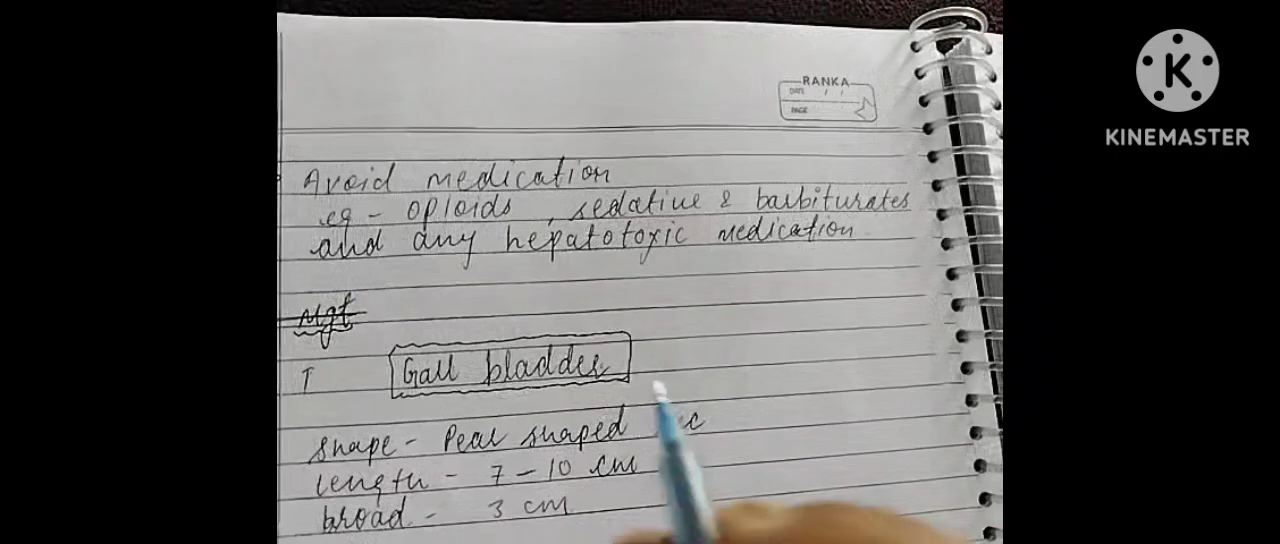 RANKA
DATE / /
PAGE
K
KINEMASTER
Avoid medication
eg - opioids, sedative & barbiturates
and any hepatotoxic medication
Mgt
Gall bladder
T
shape - Pear shaped
length - 7 - 10 cm
broad - 3 cm